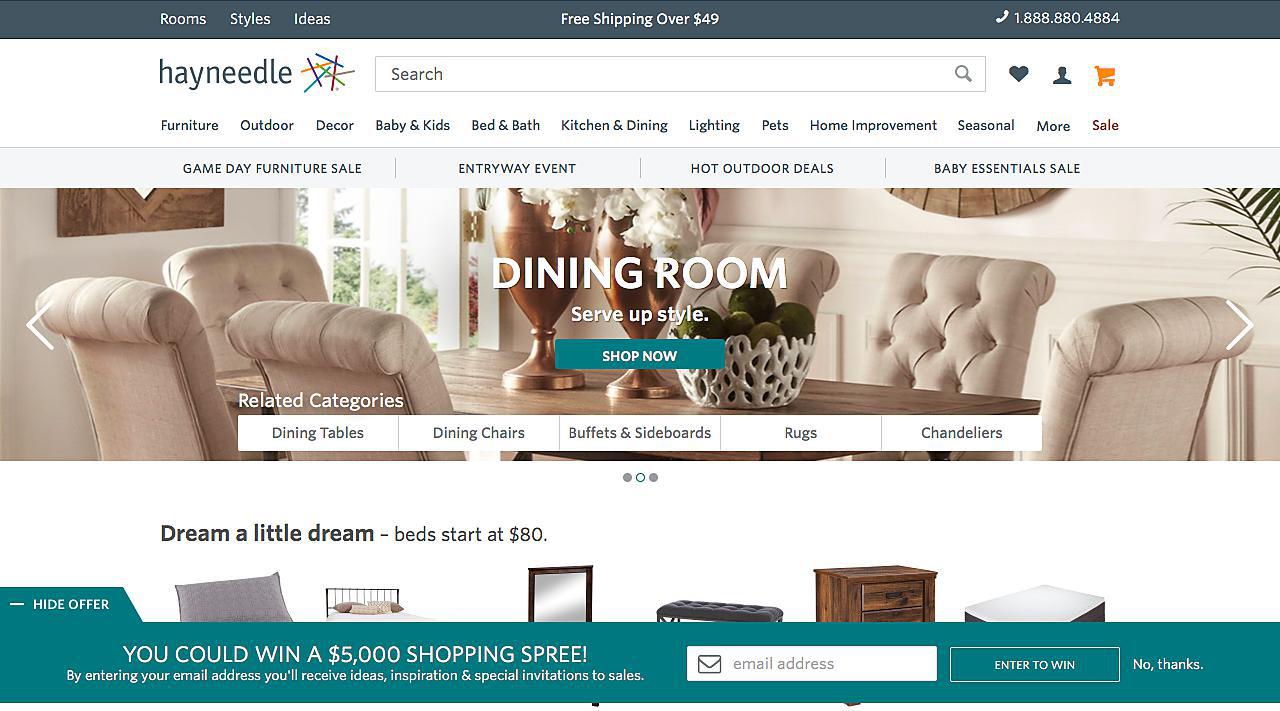 Rooms Styles Ideas Free Shipping Over $49 1.888.880.4884
hayneedle Search
Furniture Outdoor Decor Baby & Kids Bed & Bath Kitchen & Dining Lighting Pets Home Improvement Seasonal More Sale
GAME DAY FURNITURE SALE ENTRYWAY EVENT HOT OUTDOOR DEALS BABY ESSENTIALS SALE
DINING ROOM
Serve up style.
SHOP NOW
Related Categories
Dining Tables Dining Chairs Buffets & Sideboards Rugs Chandeliers
Dream a little dream – beds start at $80.
HIDE OFFER
YOU COULD WIN A $5,000 SHOPPING SPREE!
By entering your email address you'll receive ideas, inspiration & special invitations to sales.
email address ENTER TO WIN No, thanks.